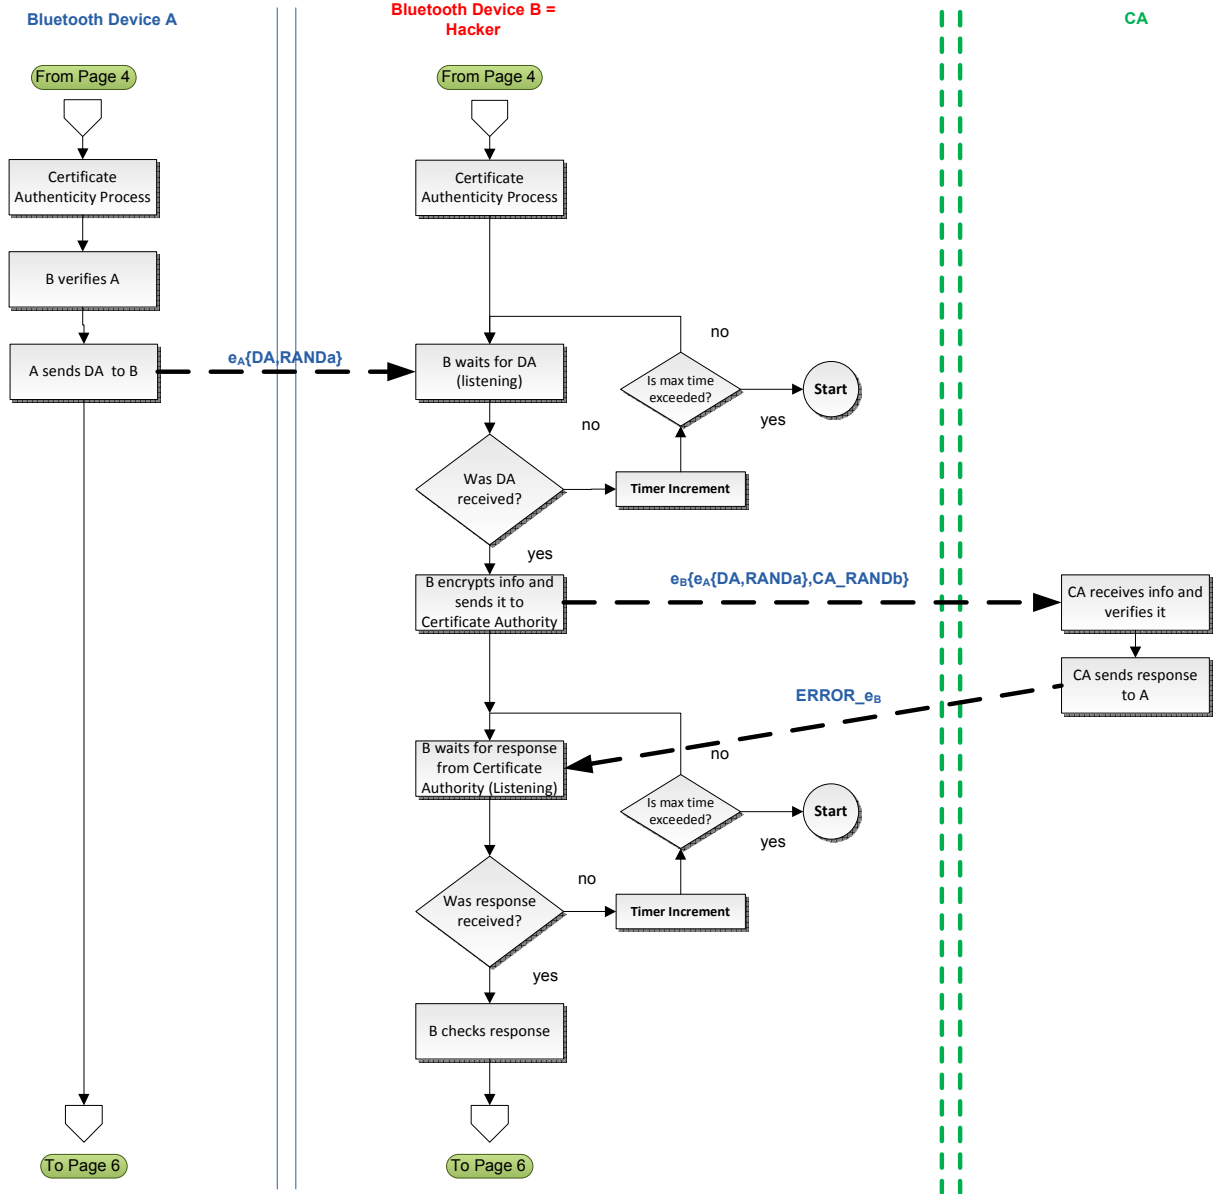 Bluetooth Device A
Bluetooth Device B =
Hacker
CA
From Page 4
From Page 4
Certificate
Authenticity Process
Certificate
Authenticity Process
B verifies A
A sends DA  to B
eA{DA,RANDa}
B waits for DA
(listening)
no
Is max time
exceeded?
Start
yes
no
Was DA
received?
Timer Increment
yes
B encrypts info and
sends it to
Certificate Authority
eB{eA{DA,RANDa},CA_RANDb}
CA receives info and
verifies it
CA sends response
to A
ERROR_eB
B waits for response
from Certificate
Authority (Listening)
no
Is max time
exceeded?
Start
yes
no
Was response
received?
Timer Increment
yes
B checks response
To Page 6
To Page 6